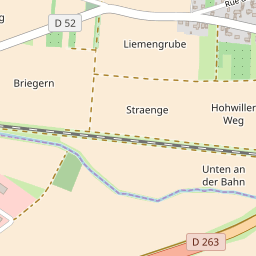 D 52
Liemengrube
Briegern
Straenge
Hohwiller
Weg
Unten an
der Bahn
D 263